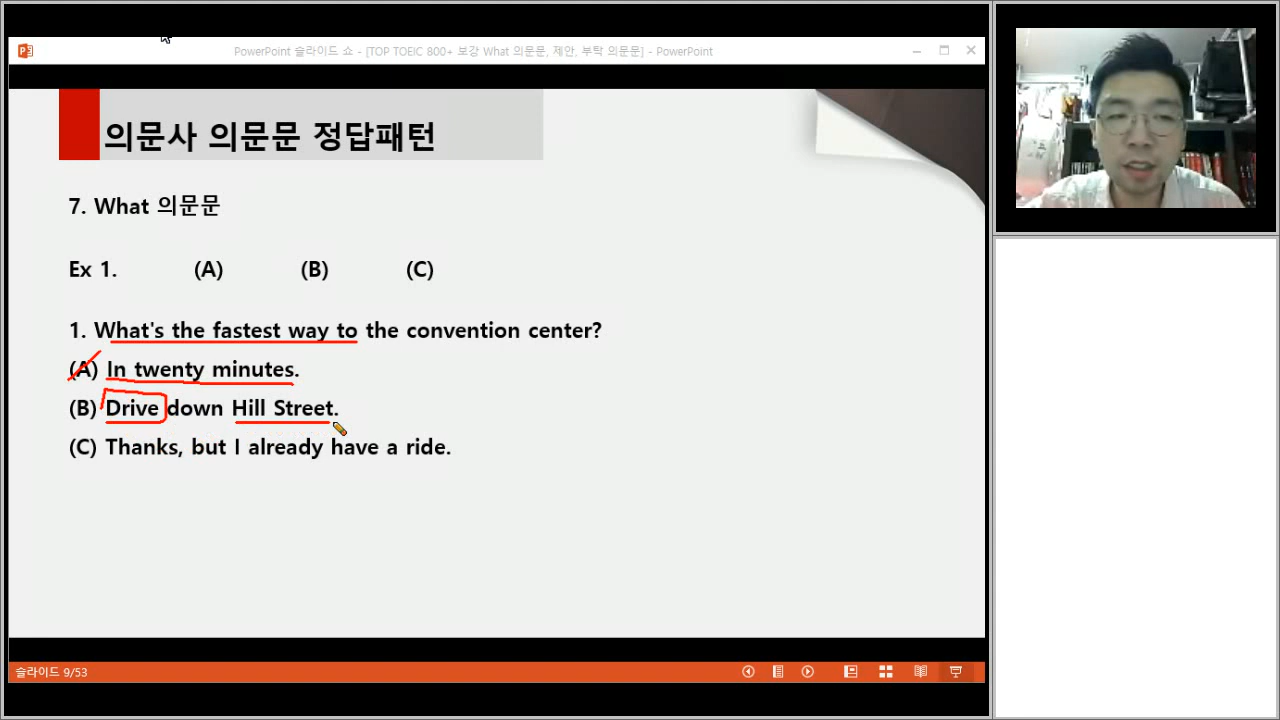 PowerPoint 슬라이드 쇼 - [TOP TOEIC 800+ 보강 What 의문문, 제안, 부탁 의문문] - PowerPoint
의문사 의문문 정답패턴
7. What 의문문
Ex 1. (A) (B) (C)
1. What's the fastest way to the convention center?
(A) In twenty minutes.
(B) Drive down Hill Street.
(C) Thanks, but I already have a ride.
슬라이드 9/53